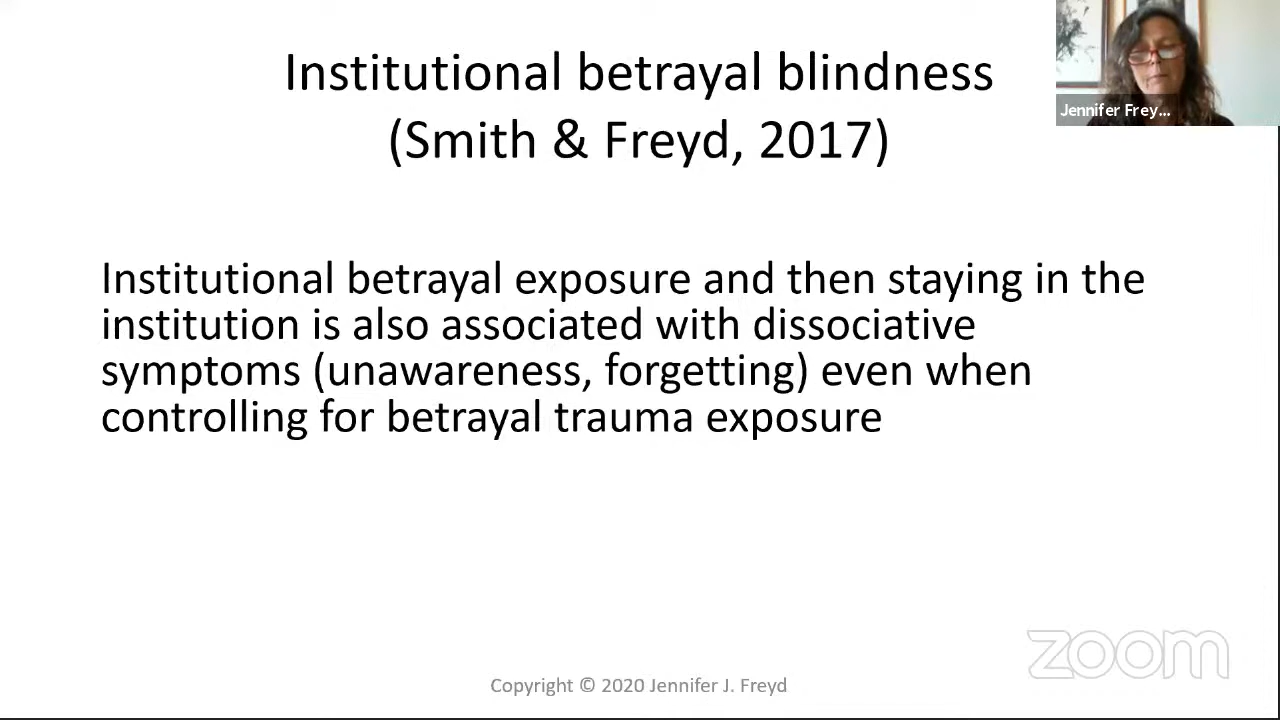 Institutional betrayal blindness
(Smith & Freyd, 2017)
Jennifer Frey...
Institutional betrayal exposure and then staying in the
institution is also associated with dissociative
symptoms (unawareness, forgetting) even when
controlling for betrayal trauma exposure
zoom
Copyright © 2020 Jennifer J. Freyd